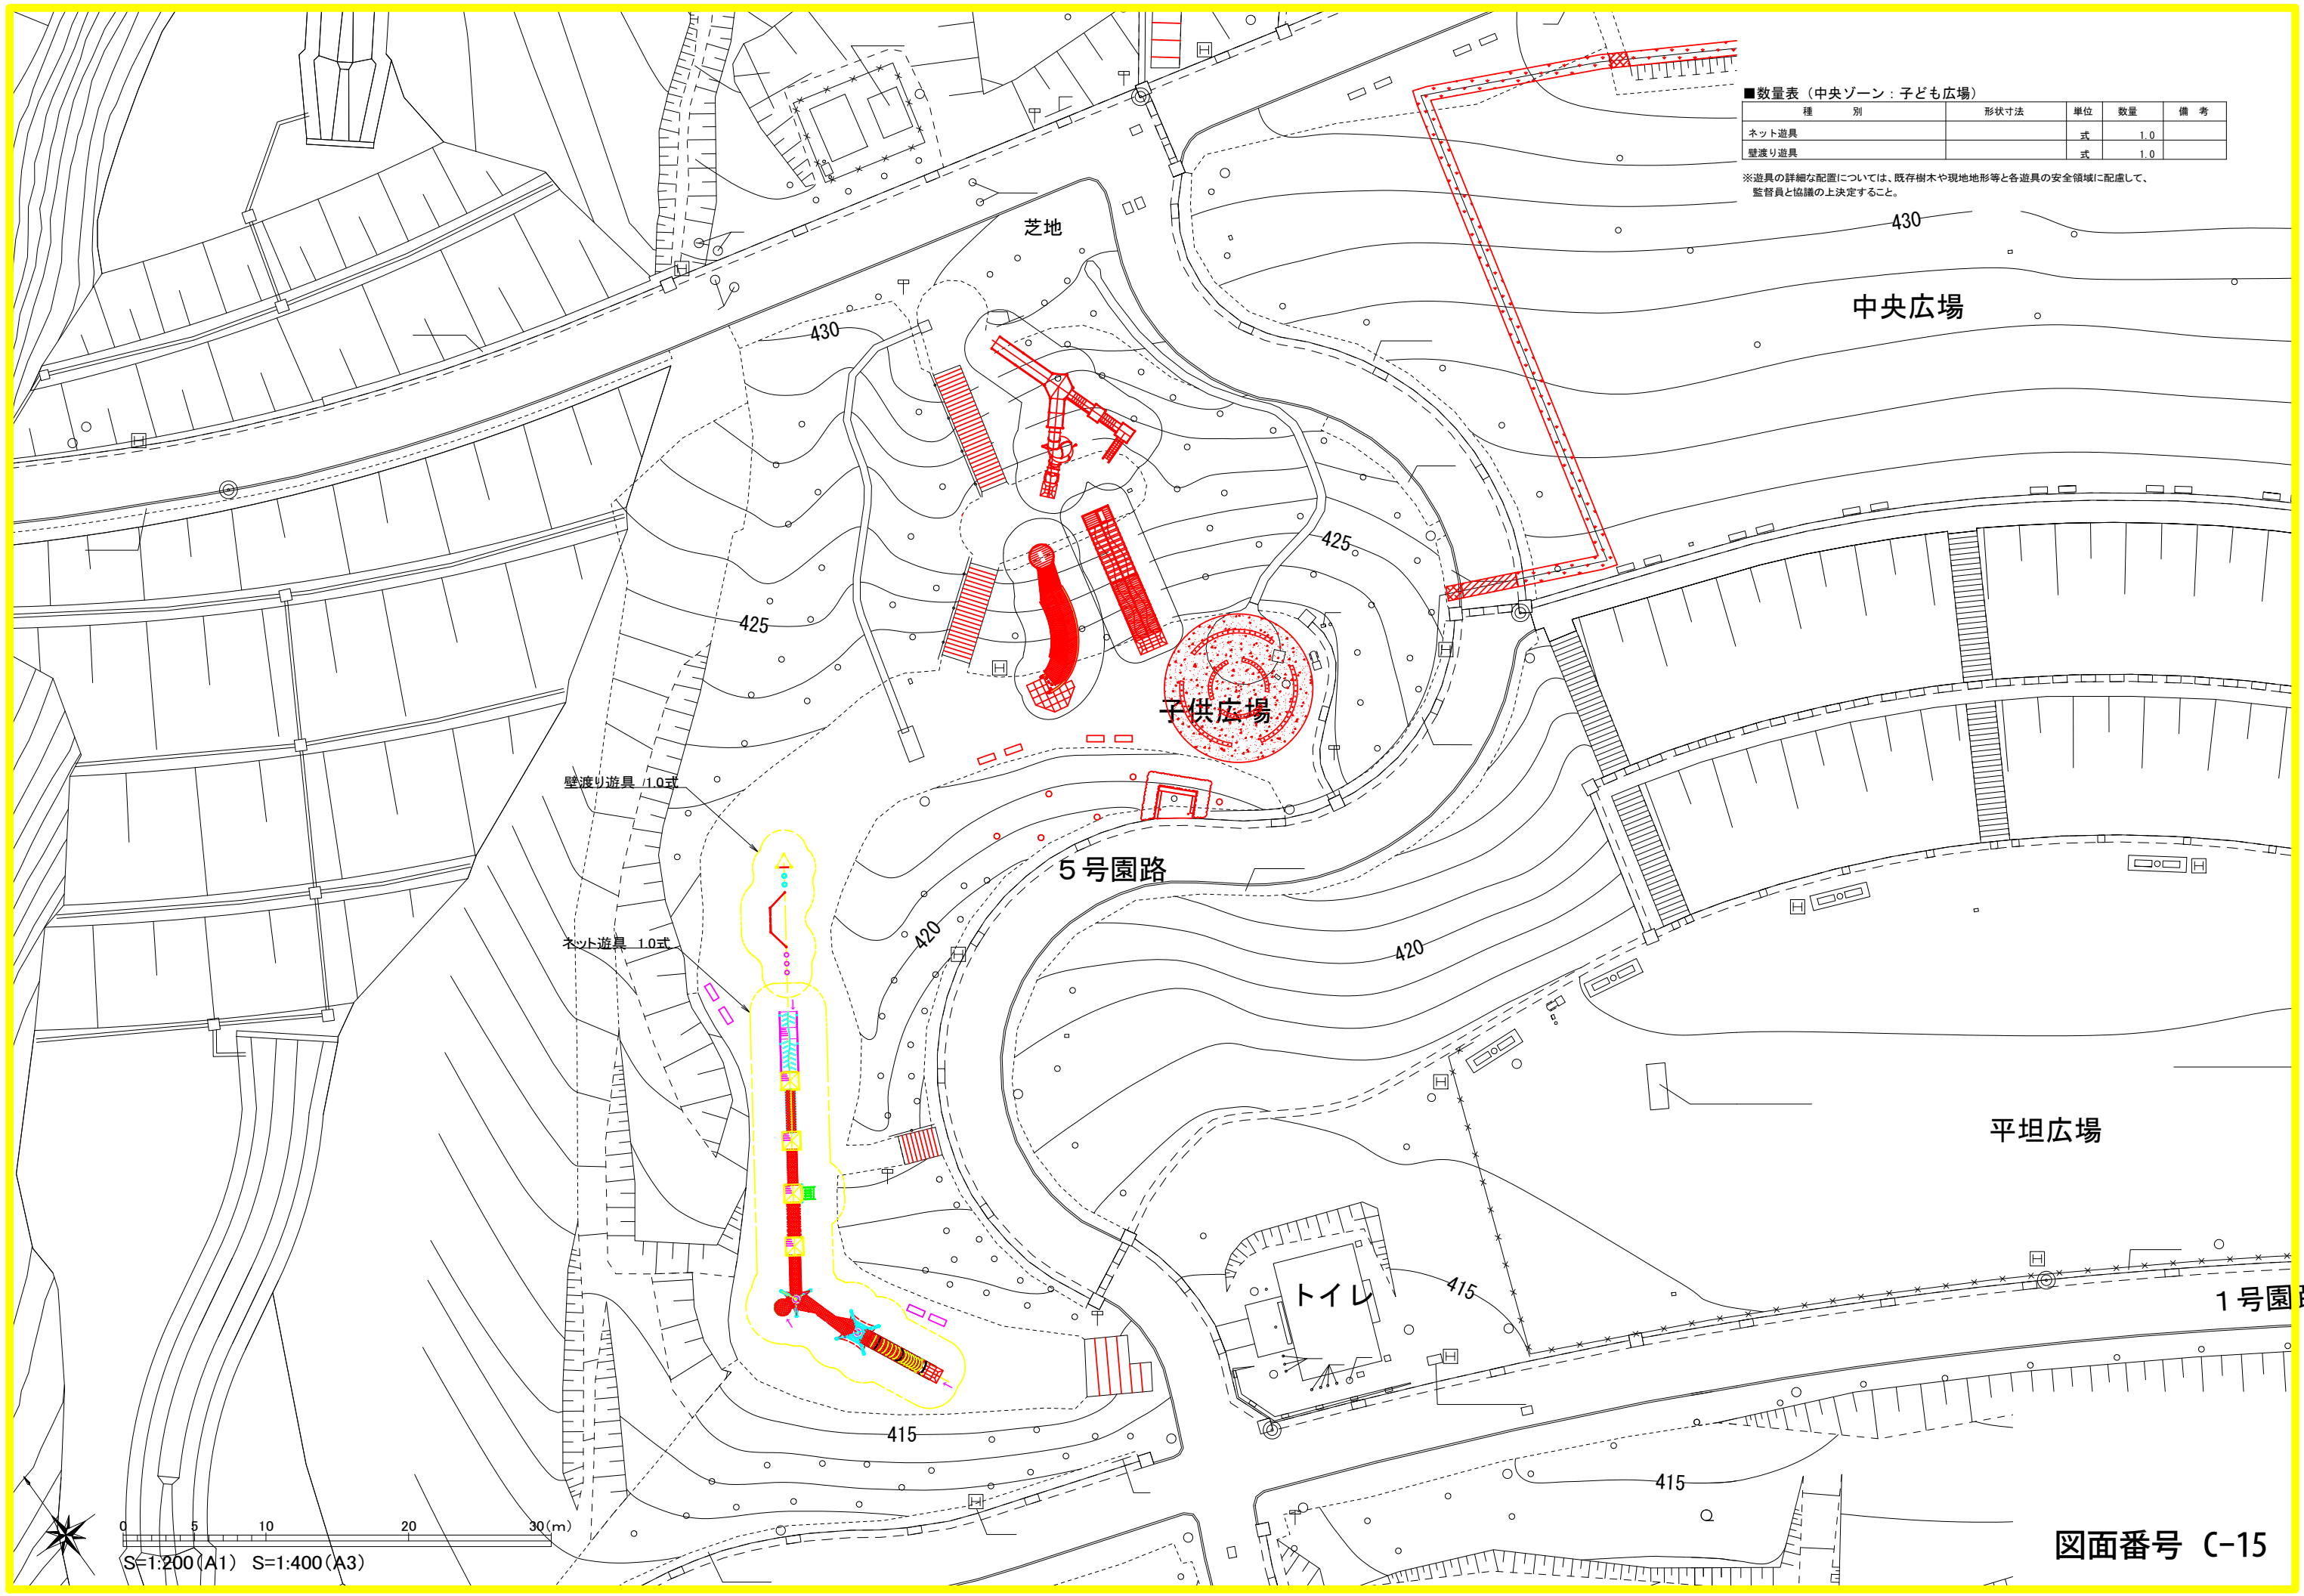 ■数量表（中央ゾーン：子ども広場）
種　別　形状寸法　単位　数量　備　考
ネット遊具　式　1.0
壁渡り遊具　式　1.0
※遊具の詳細な配置については、既存樹木や現地地形等と各遊具の安全領域に配慮して、
監督員と協議の上決定すること。
芝地
430
中央広場
430
425
425
子供広場
壁渡り遊具 /1.0式
５号園路
ネット遊具 1.0式
420
420
平坦広場
トイレ
415
１号園路
415
415
0 5 10 20 30(m)
S=1:200(A1) S=1:400(A3)
図面番号 C-15